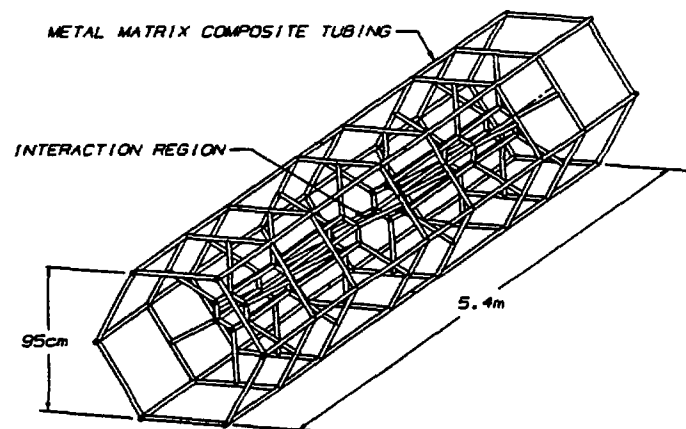 METAL MATRIX COMPOSITE TUBING
INTERACTION REGION
5.4m
95cm